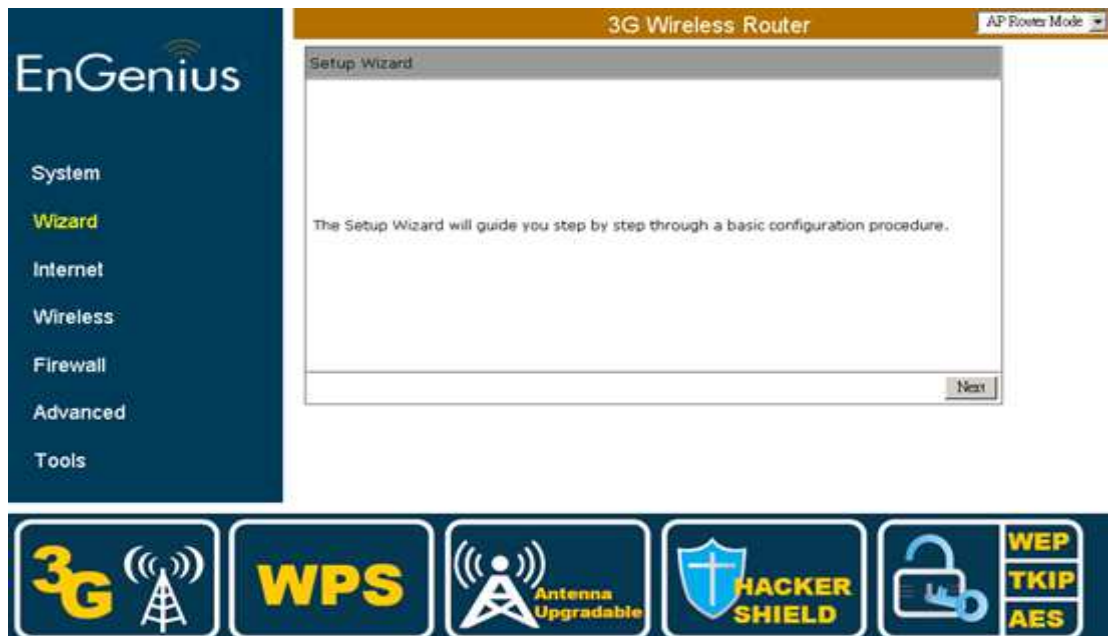 3G Wireless Router
AP Router Mode
EnGenius
System
Wizard
Internet
Wireless
Firewall
Advanced
Tools
Setup Wizard
The Setup Wizard will guide you step by step through a basic configuration procedure.
Next
3G
WPS
Antenna
Upgradable
HACKER
SHIELD
WEP
TKIP
AES